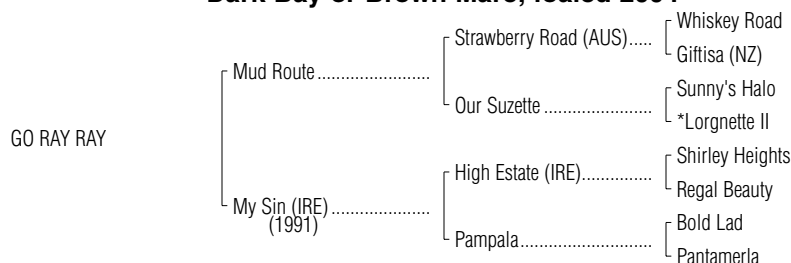 Dark Bay or Brown Mare, foaled 2004
Whiskey Road
Strawberry Road (AUS).....
Giftisa (NZ)
Mud Route........................
Sunny's Halo
Our Suzette .......................
*Lorgnette II
GO RAY RAY
Shirley Heights
High Estate (IRE)...............
Regal Beauty
My Sin (IRE).....................
(1991)
Bold Lad
Pampala............................
Pantamerla